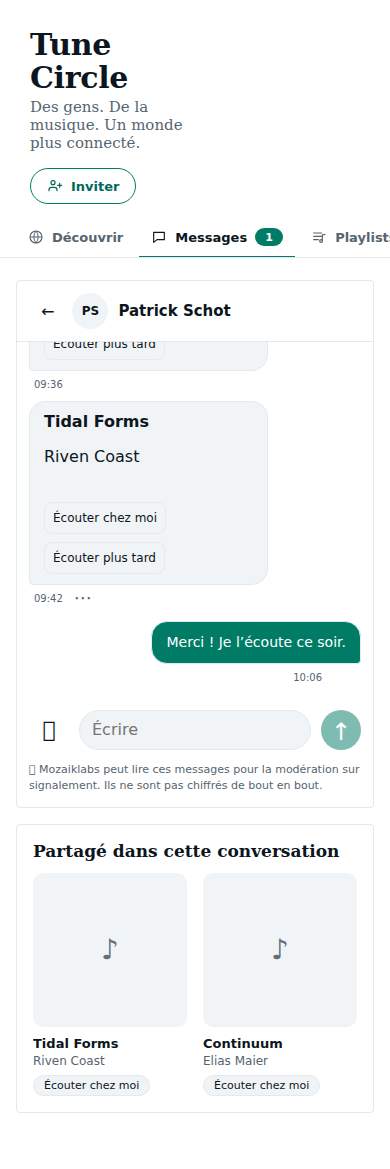 Tune
Circle
Des gens. De la
musique. Un monde
plus connecté.
Inviter
Découvrir
Messages 1
Playlists
← PS Patrick Schot
Écouter plus tard
09:36
Tidal Forms
Riven Coast
Écouter chez moi
Écouter plus tard
09:42 •••
Merci ! Je l’écoute ce soir.
10:06
Écrire
Mozaiklabs peut lire ces messages pour la modération sur
signalement. Ils ne sont pas chiffrés de bout en bout.
Partagé dans cette conversation
Tidal Forms
Riven Coast
Écouter chez moi
Continuum
Elias Maier
Écouter chez moi